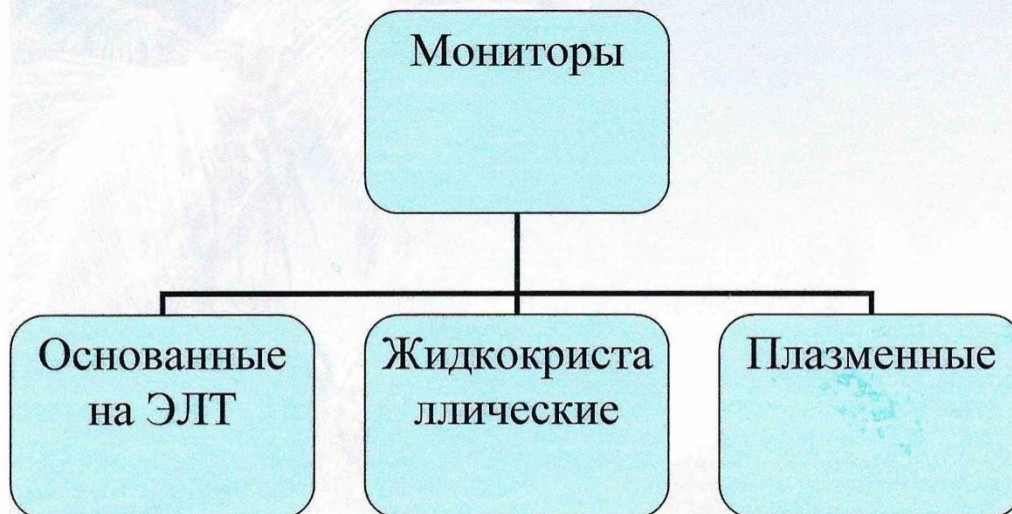 Мониторы
Основанные
на ЭЛТ
Жидкокриста
ллические
Плазменные